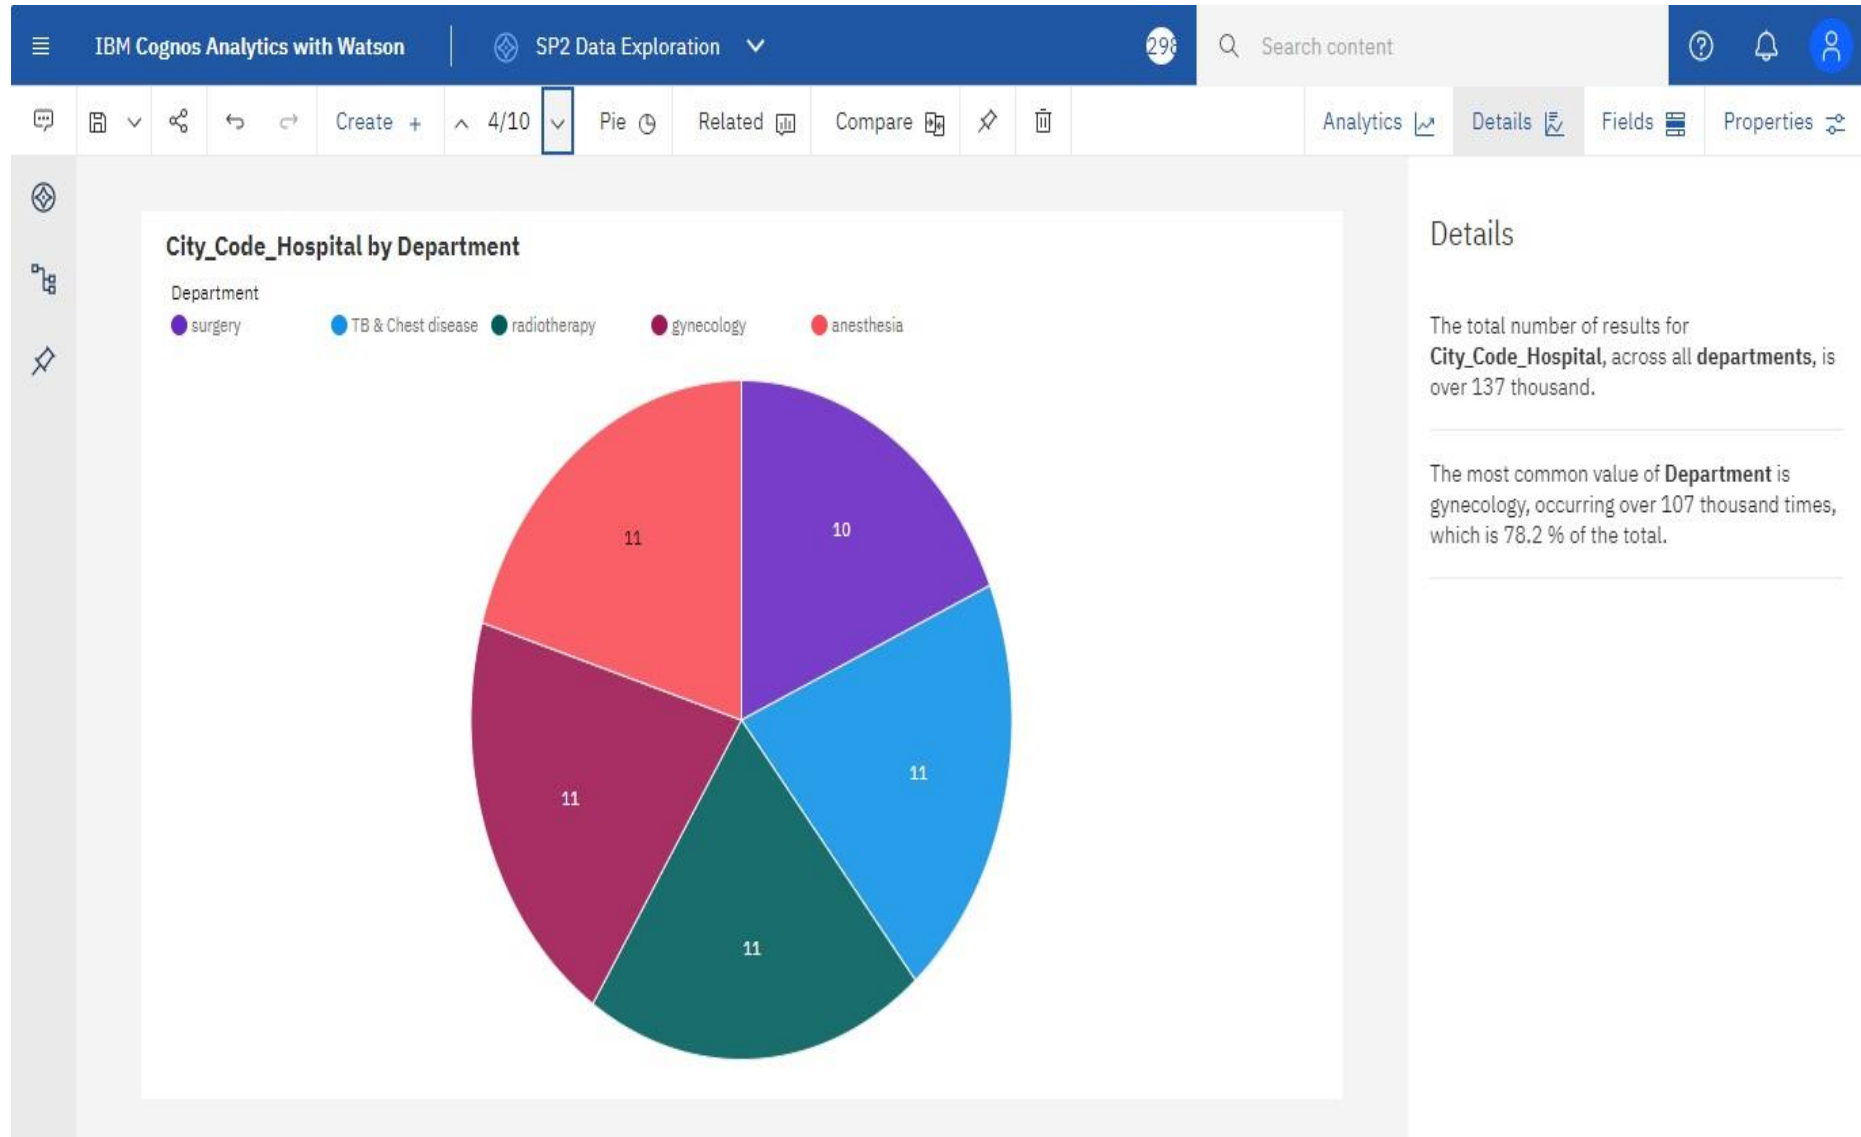 IBM Cognos Analytics with Watson
SP2 Data Exploration
298
Search content
Create +
4/10
Pie
Related
Compare
Analytics
Details
Fields
Properties
City_Code_Hospital by Department
Department
surgery
TB & Chest disease
radiotherapy
gynecology
anesthesia
11
10
11
11
11
Details
The total number of results for
City_Code_Hospital, across all departments, is
over 137 thousand.
The most common value of Department is
gynecology, occurring over 107 thousand times,
which is 78.2 % of the total.